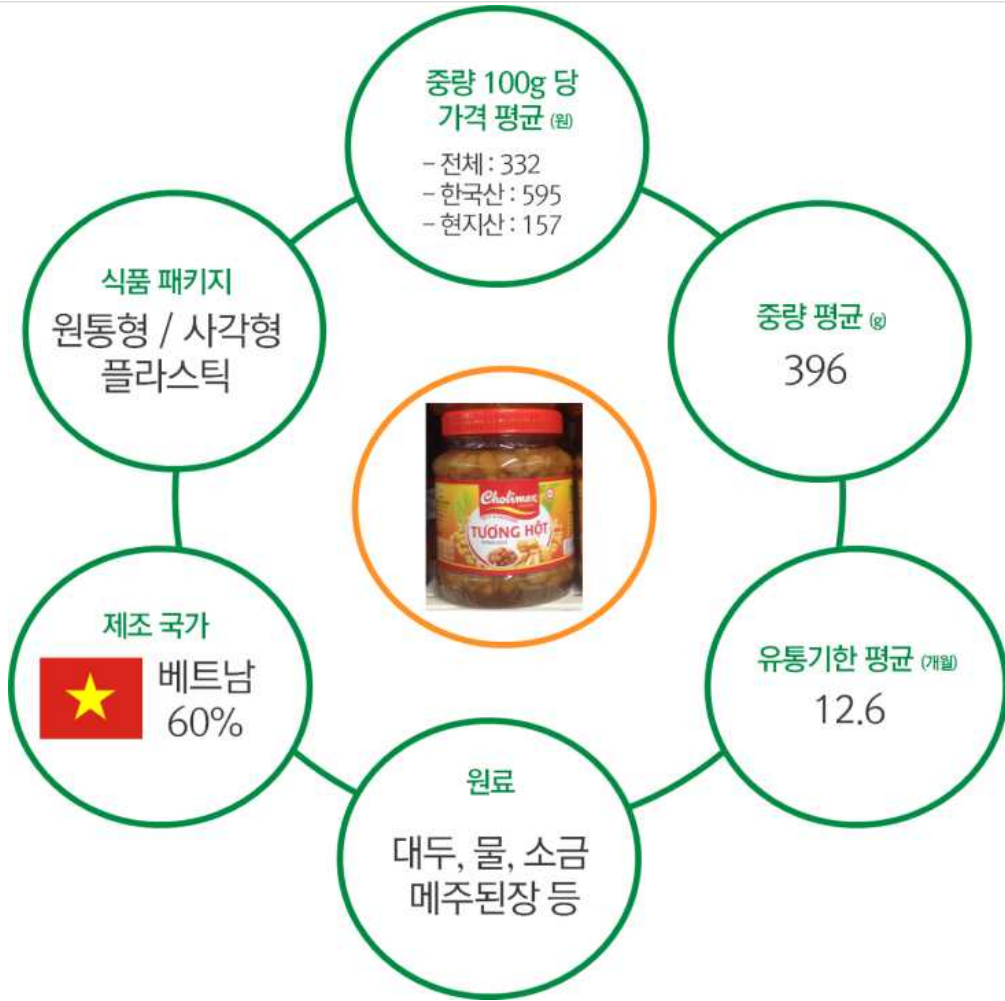 중량 100g 당
가격 평균 (원)
- 전체 : 332
- 한국산 : 595
- 현지산 : 157
식품 패키지
원통형 / 사각형
플라스틱
중량 평균 (g)
396
Cholimex
TƯƠNG HỘT
제조 국가
베트남
60%
유통기한 평균 (개월)
12.6
원료
대두, 물, 소금
메주된장 등